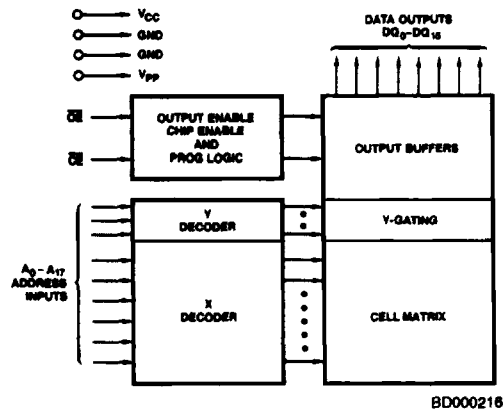 VCC
GND
GND
VPP
DATA OUTPUTS
DQ0-DQ15
OE
CE
OUTPUT ENABLE
CHIP ENABLE
AND
PROG LOGIC
OUTPUT BUFFERS
Y
DECODER
Y-GATING
A0-A17
ADDRESS
INPUTS
X
DECODER
CELL MATRIX
BD000216